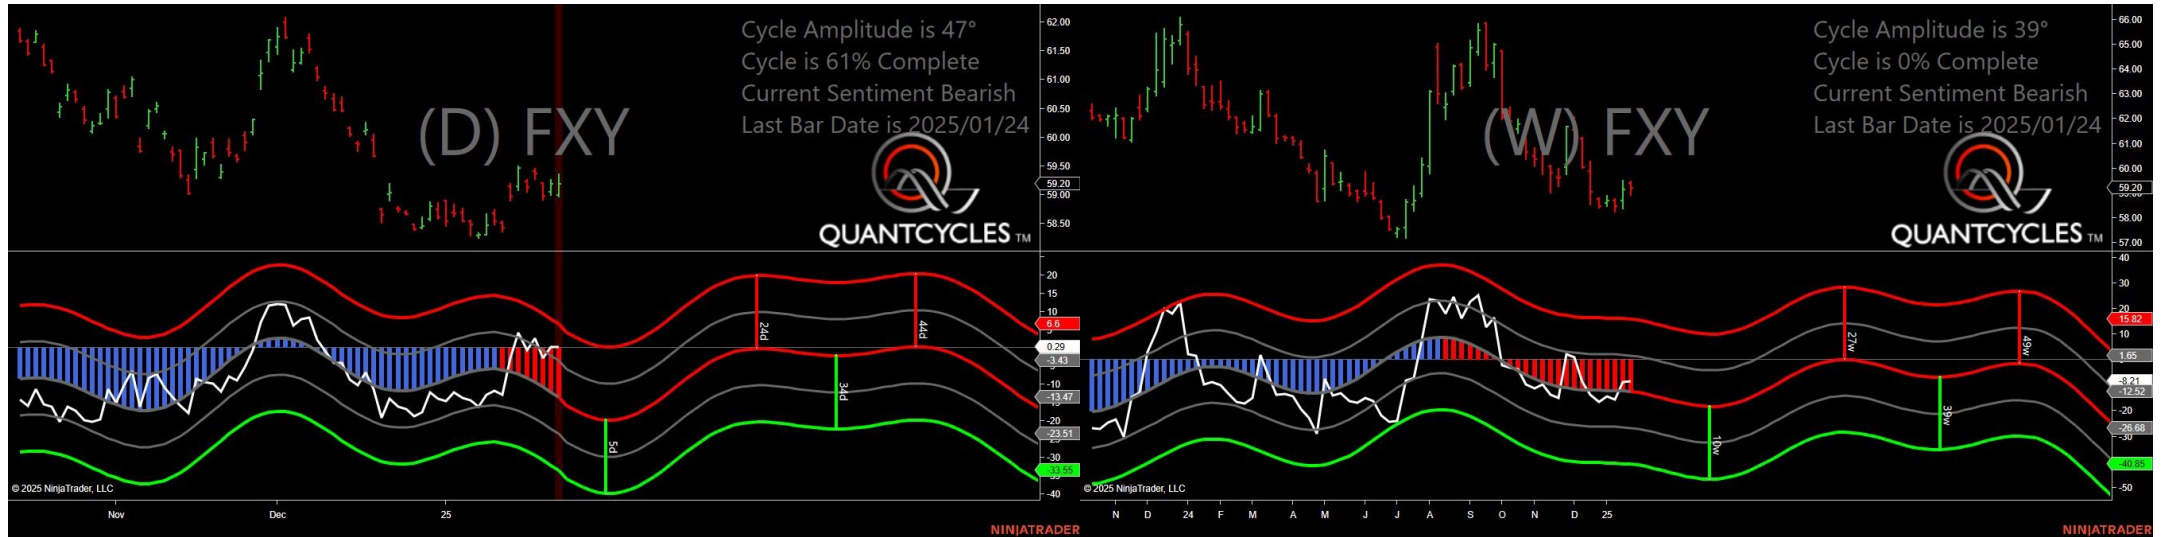 Cycle Amplitude is 47°
Cycle is 61% Complete
Current Sentiment Bearish
Last Bar Date is 2025/01/24
(D) FXY
QUANTCYCLES TM
62.00
61.50
61.00
60.50
60.00
59.50
59.20
59.00
58.50
20
15
10
6.6
0.29
-3.43
-10
-13.47
-20
-23.51
-30
-33.55
-40
24d
44d
34d
5d
© 2025 NinjaTrader, LLC
Nov Dec 25
NINJATRADER
Cycle Amplitude is 39°
Cycle is 0% Complete
Current Sentiment Bearish
Last Bar Date is 2025/01/24
(W) FXY
QUANTCYCLES TM
66.00
65.00
64.00
63.00
62.00
61.00
60.00
59.20
58.00
57.00
40
30
20
15.82
10
1.65
-8.21
-12.52
-20
-26.68
-30
-40.85
-50
27w
49w
39w
10w
© 2025 NinjaTrader, LLC
N D 24 F M A M J J A S O N D 25
NINJATRADER